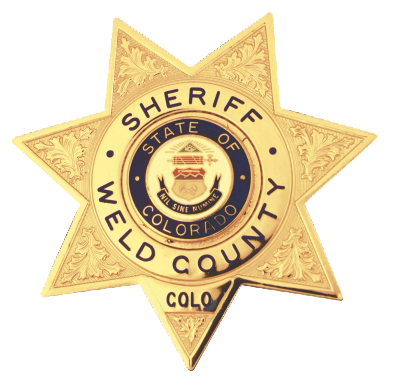 SHERIFF
WELD COUNTY
STATE OF
COLORADO
NIL SINE NUMINE
COLO